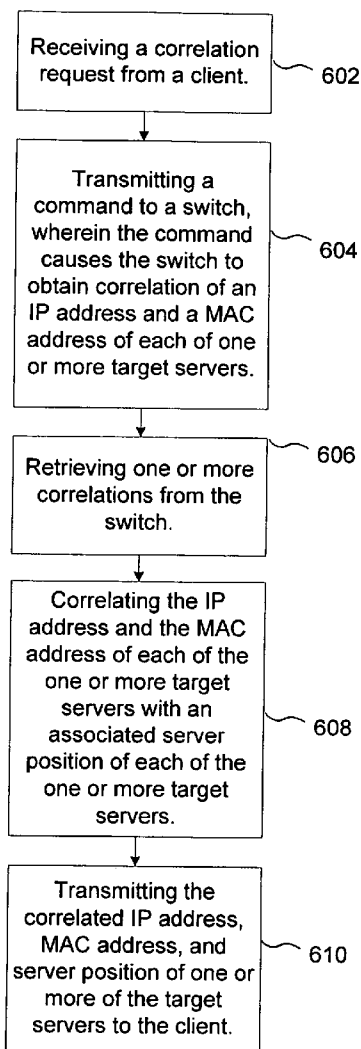 Receiving a correlation
request from a client.
602
Transmitting a
command to a switch,
wherein the command
causes the switch to
obtain correlation of an
IP address and a MAC
address of each of one
or more target servers.
604
606
Retrieving one or more
correlations from the
switch.
Correlating the IP
address and the MAC
address of each of the
one or more target
servers with an
associated server
position of each of the
one or more target
servers.
608
Transmitting the
correlated IP address,
MAC address, and
server position of one or
more of the target
servers to the client.
610